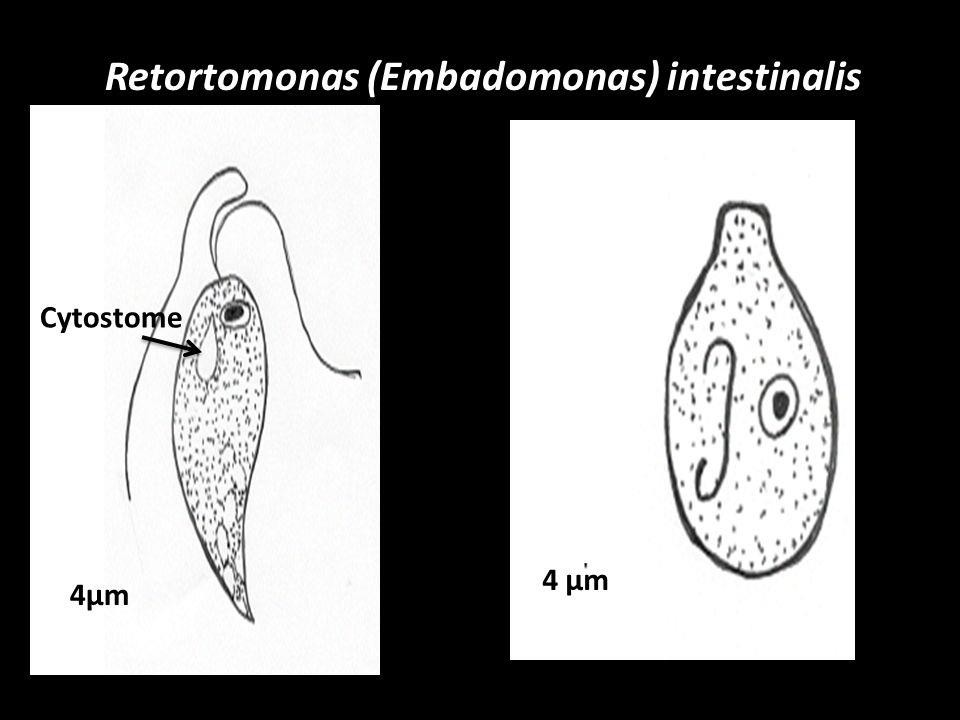 Retortomonas (Embadomonas) intestinalis
Cytostome
4µm
4 µm